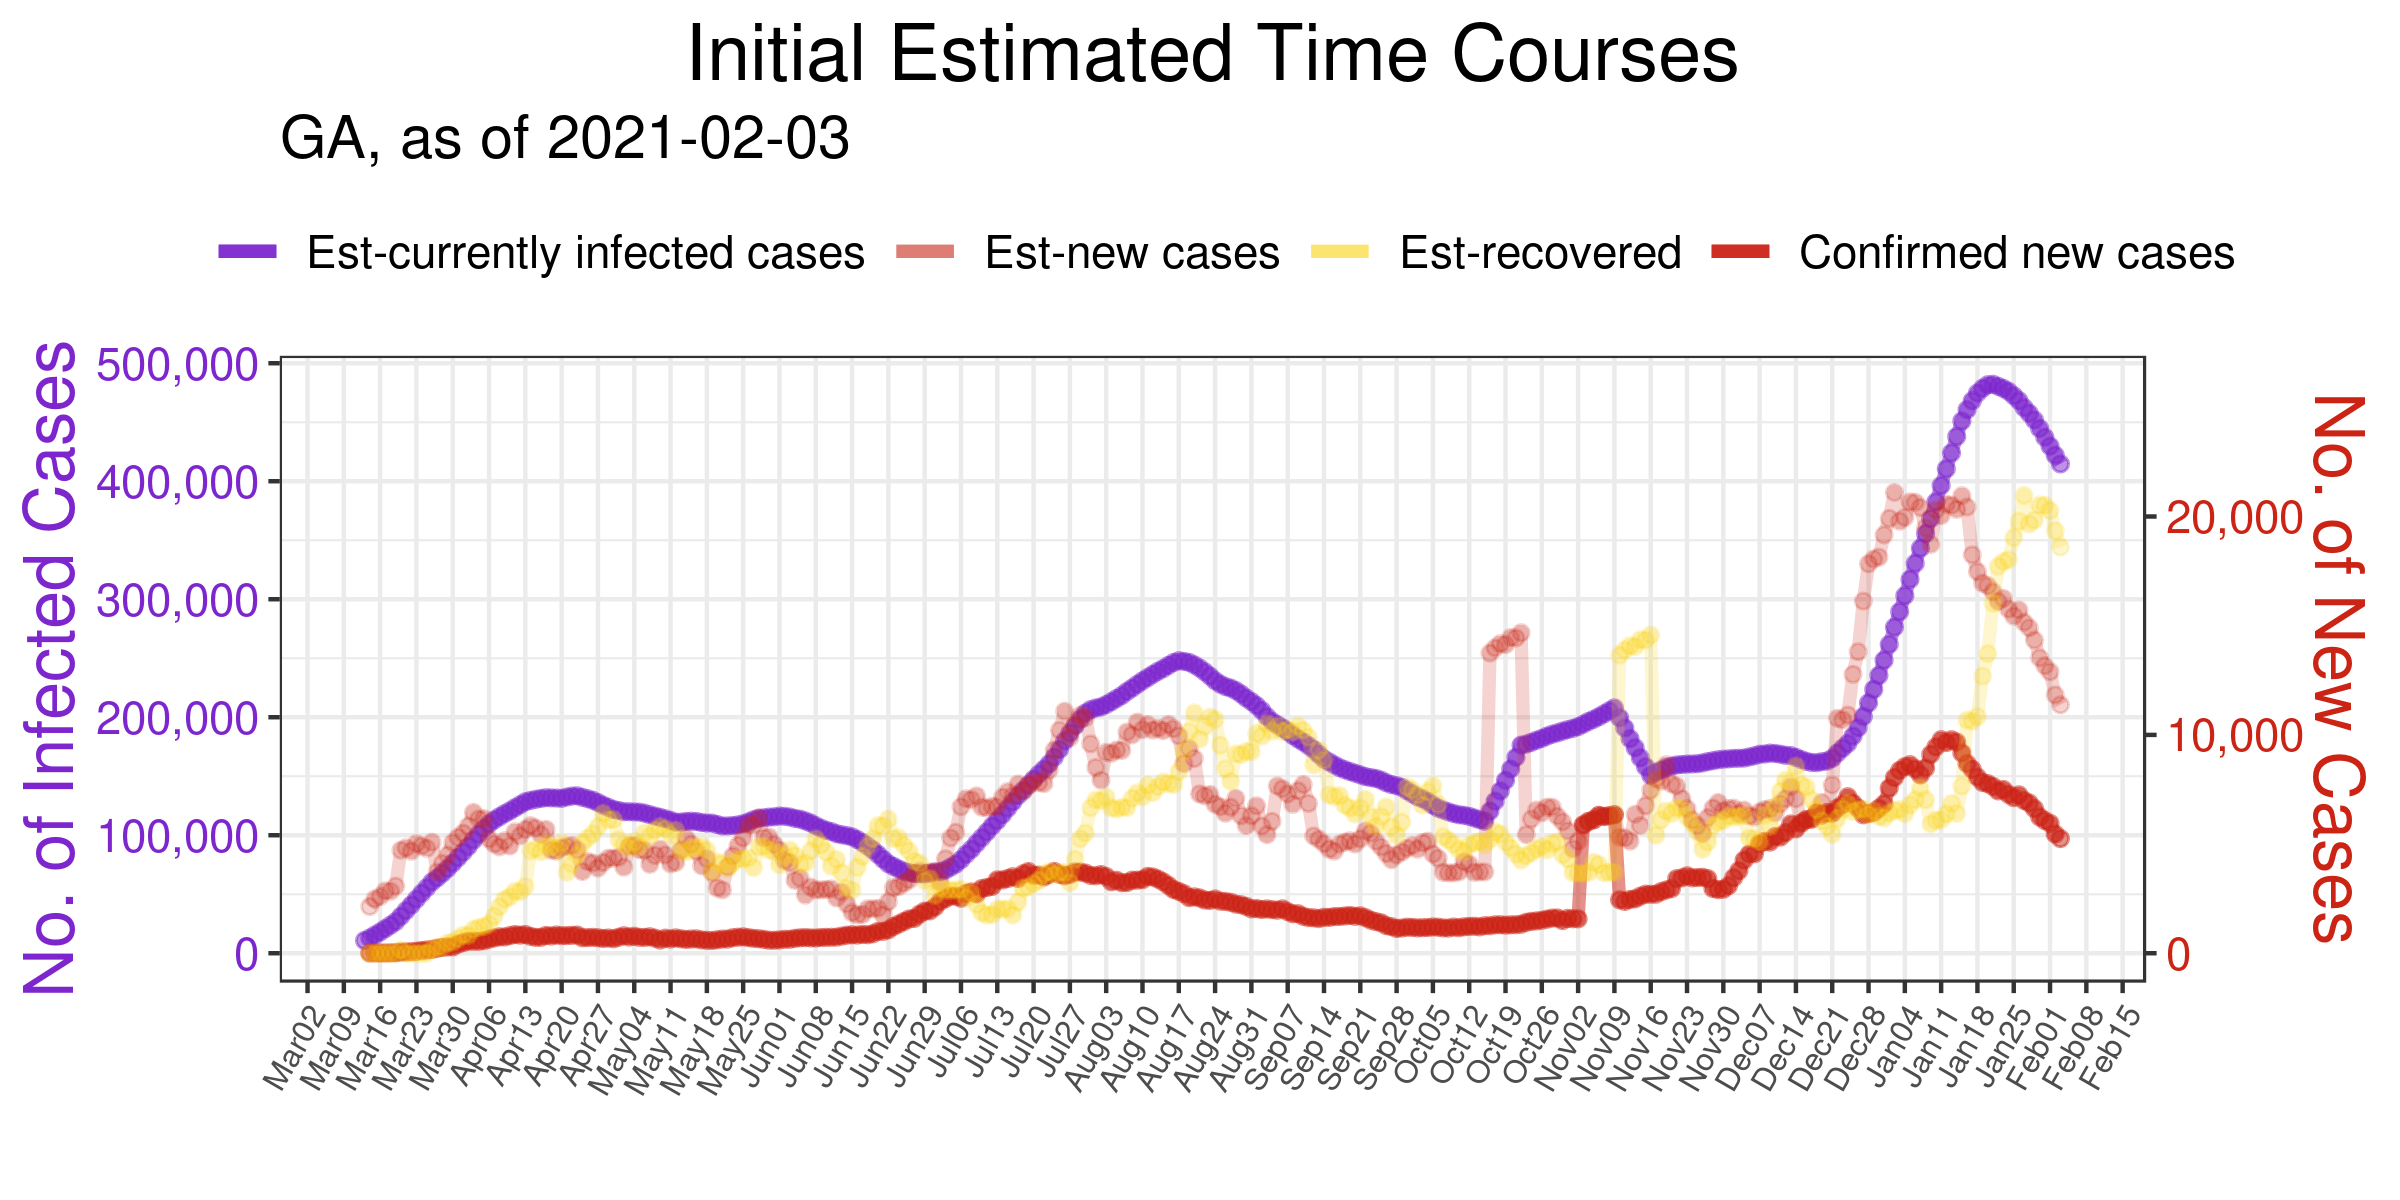 Initial Estimated Time Courses
GA, as of 2021-02-03
Est-currently infected cases
Est-new cases
Est-recovered
Confirmed new cases
No. of Infected Cases
500,000
400,000
300,000
200,000
100,000
0
20,000
10,000
0
No. of New Cases
Mar02
Mar09
Mar16
Mar23
Mar30
Apr06
Apr13
Apr20
Apr27
May04
May11
May18
May25
Jun01
Jun08
Jun15
Jun22
Jun29
Jul06
Jul13
Jul20
Jul27
Aug03
Aug10
Aug17
Aug24
Aug31
Sep07
Sep14
Sep21
Sep28
Oct05
Oct12
Oct19
Oct26
Nov02
Nov09
Nov16
Nov23
Nov30
Dec07
Dec14
Dec21
Dec28
Jan04
Jan11
Jan18
Jan25
Feb01
Feb08
Feb15